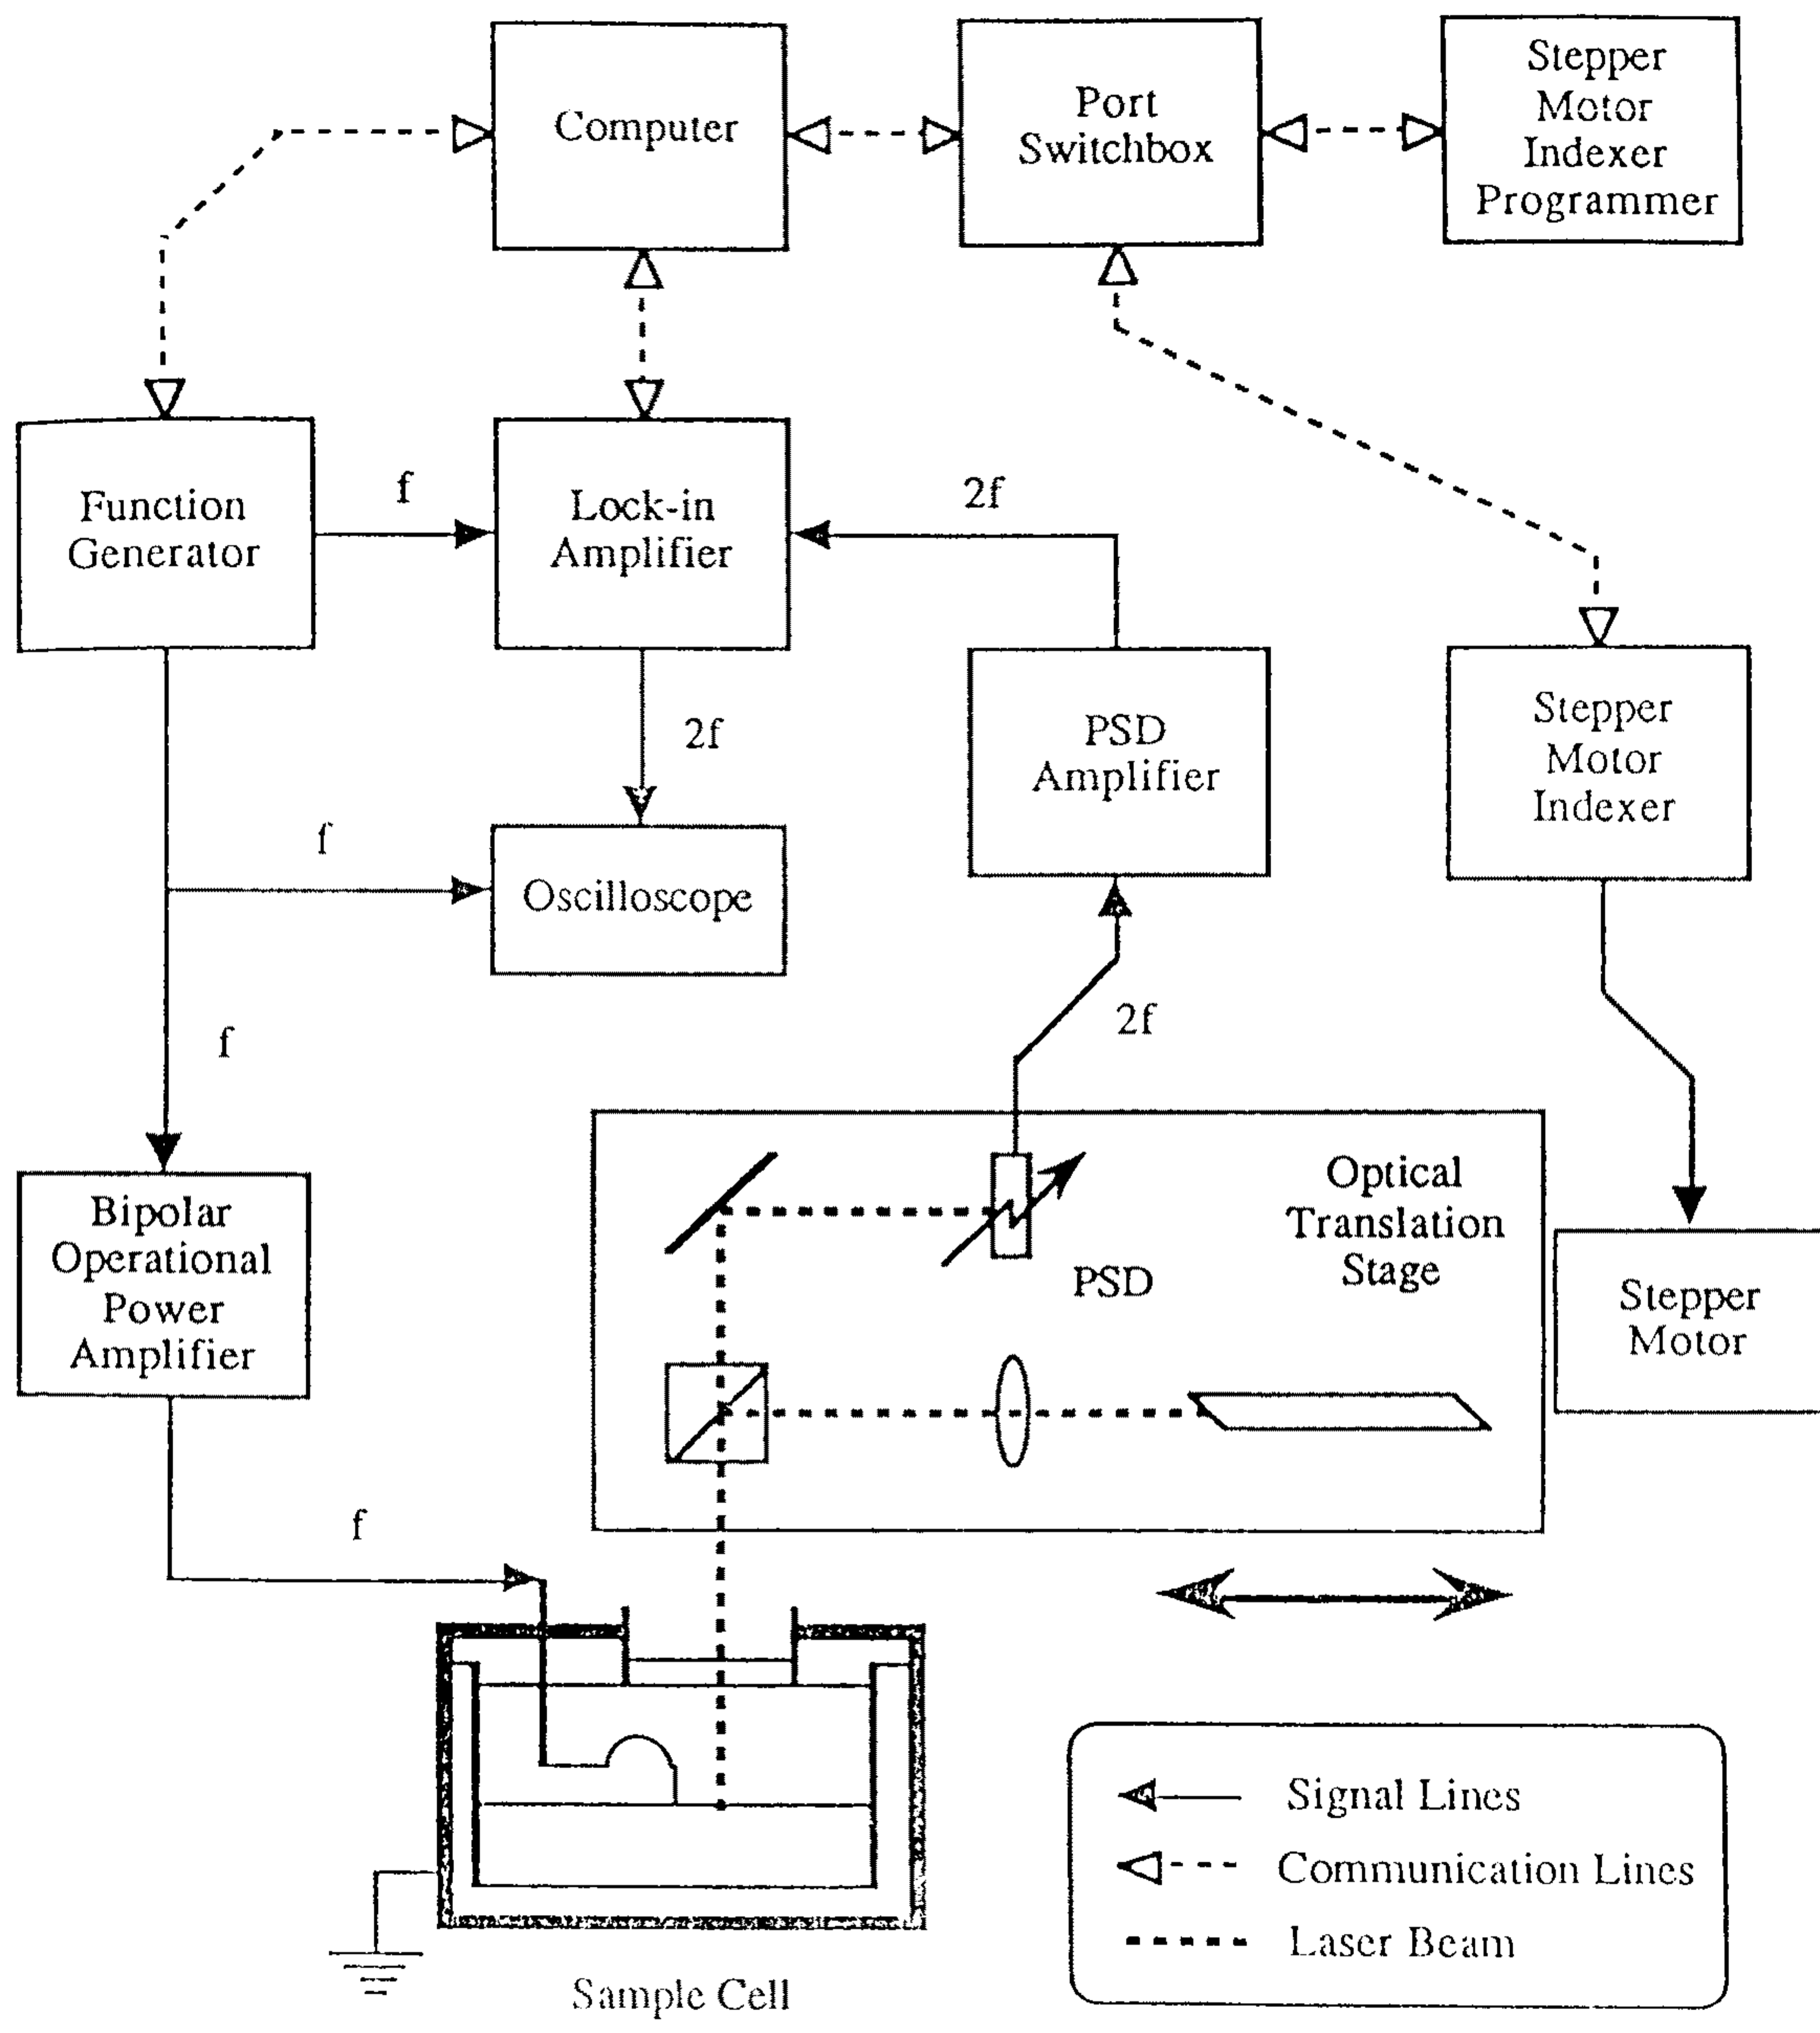 Computer
Port
Switchbox
Stepper
Motor
Indexer
Programmer
Function
Generator
f
Lock-in
Amplifier
2f
2f
f
Oscilloscope
PSD
Amplifier
Stepper
Motor
Indexer
f
2f
Bipolar
Operational
Power
Amplifier
Optical
Translation
Stage
PSD
Stepper
Motor
f
Signal Lines
Communication Lines
Laser Beam
Sample Cell